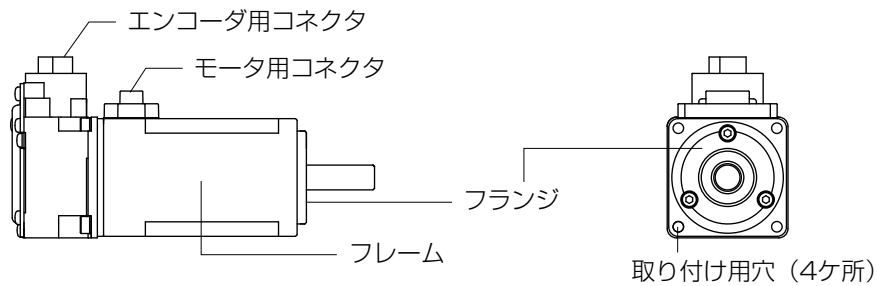 エンコーダ用コネクタ
モータ用コネクタ
フランジ
フレーム
取り付け用穴（4ケ所）